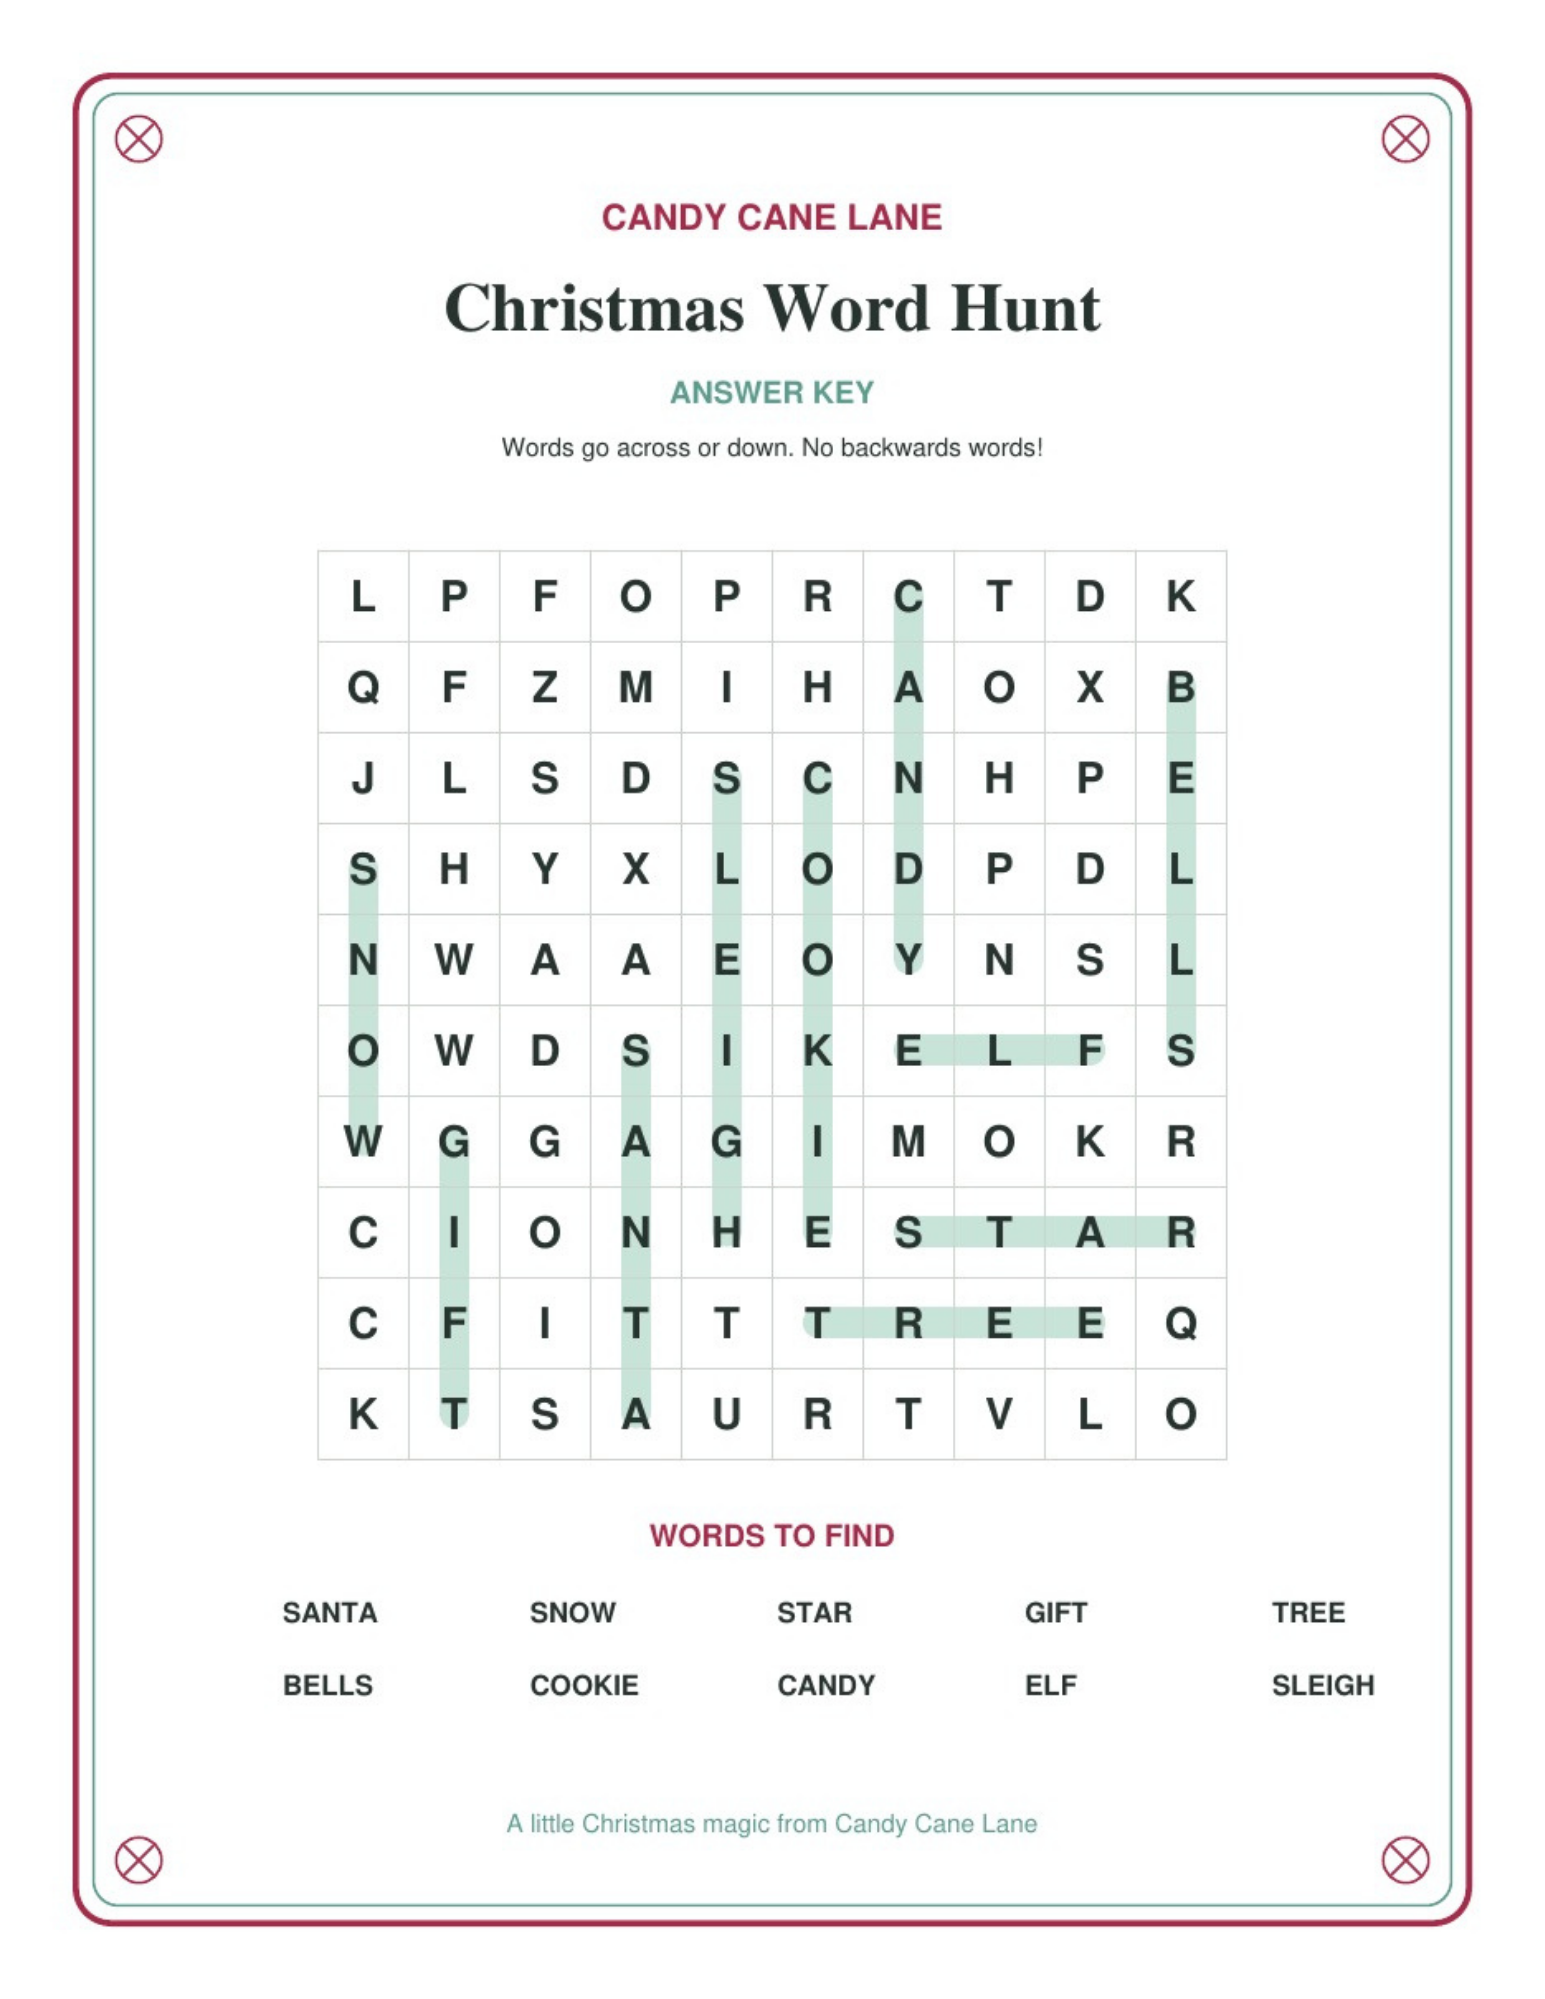 CANDY CANE LANE
Christmas Word Hunt
ANSWER KEY
Words go across or down. No backwards words!
L P F O P R C T D K
Q F Z M I H A O X B
J L S D S C N H P E
S H Y X L O D P D L
N W A A E O Y N S L
O W D S I K E L F S
W G G A G I M O K R
C I O N H E S T A R
C F I T T T R E E Q
K T S A U R T V L O
WORDS TO FIND
SANTA SNOW STAR GIFT TREE
BELLS COOKIE CANDY ELF SLEIGH
A little Christmas magic from Candy Cane Lane